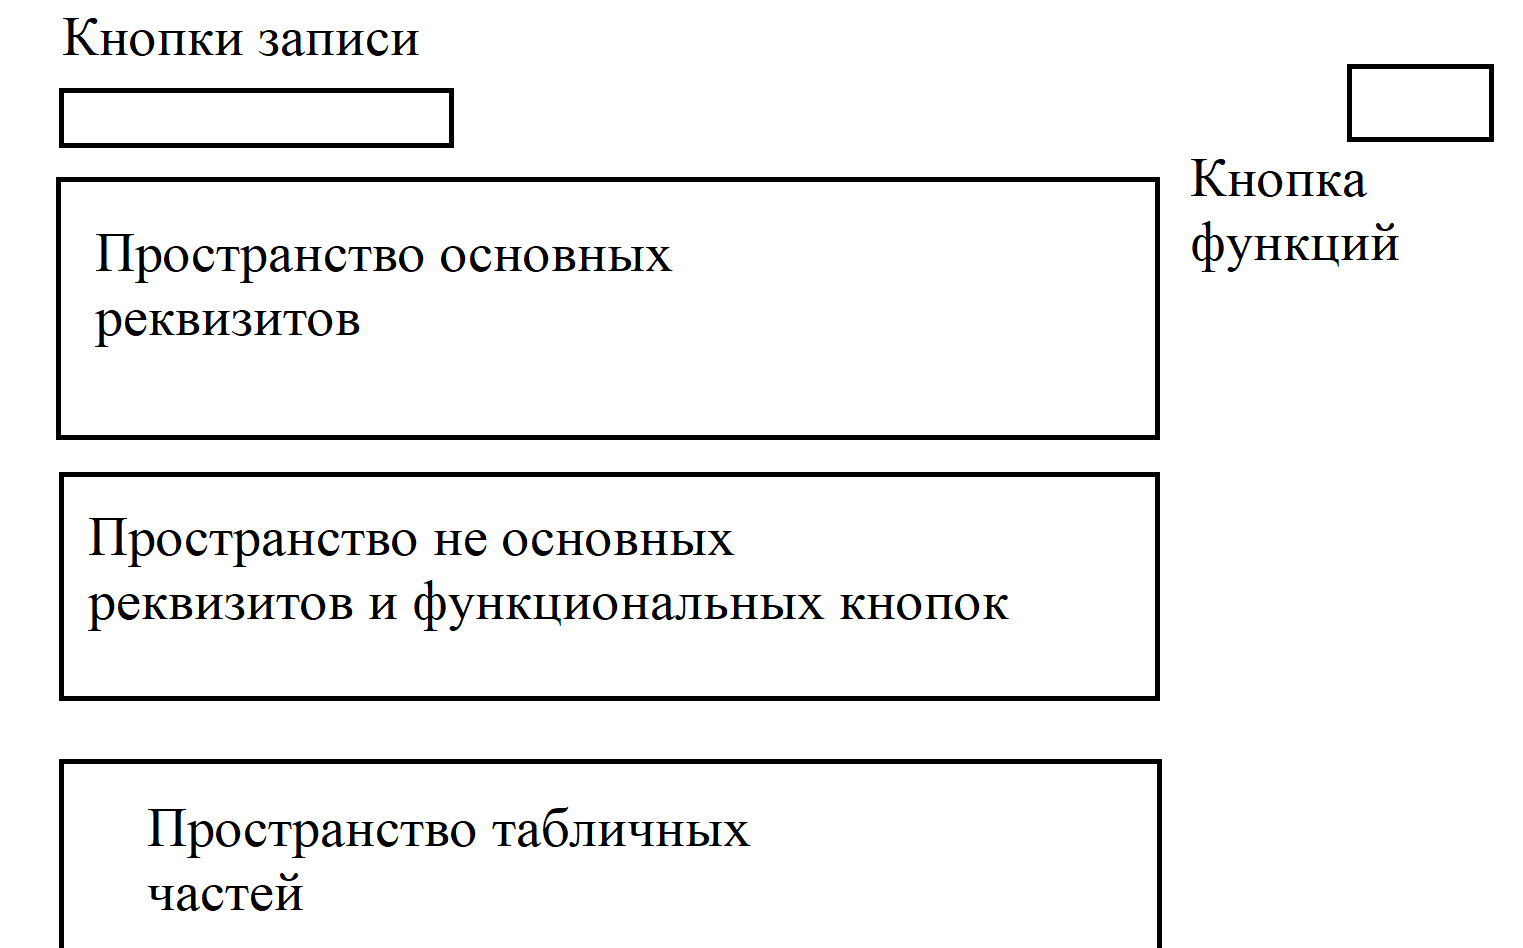 Кнопки записи
Кнопка
функций
Пространство основных
реквизитов
Пространство не основных
реквизитов и функциональных кнопок
Пространство табличных
частей